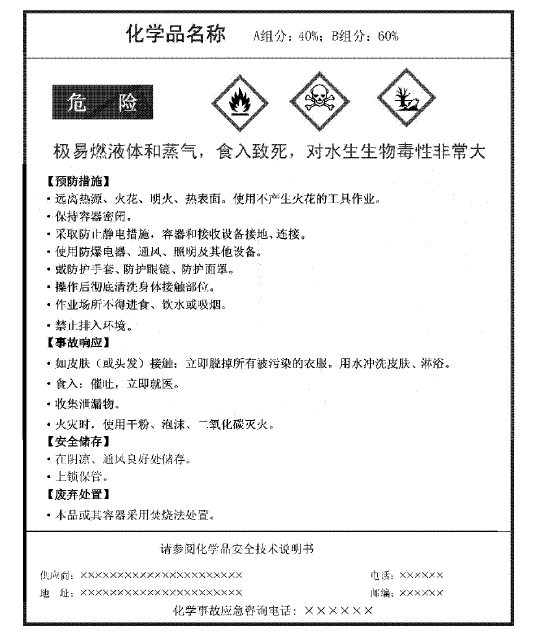 化学品名称 A组分：40%；B组分：60%
危 险
极易燃液体和蒸气，食入致死，对水生生物毒性非常大
【预防措施】
·远离热源、火花、明火、热表面。使用不产生火花的工具作业。
·保持容器密闭。
·采取防止静电措施，容器和接收设备接地、连接。
·使用防爆电器、通风、照明及其他设备。
·戴防护手套、防护眼镜、防护面罩。
·操作后彻底清洗身体接触部位。
·作业场所不得进食、饮水或吸烟。
·禁止排入环境。
【事故响应】
·如皮肤（或头发）接触：立即脱掉所有被污染的衣服。用水冲洗皮肤、淋浴。
·食入：催吐，立即就医。
·收集泄漏物。
·火灾时，使用干粉、泡沫、二氧化碳灭火。
【安全储存】
·在阴凉、通风良好处储存。
·上锁保管。
【废弃处置】
·本品或其容器采用焚烧法处置。
请参阅化学品安全技术说明书
供应商：×××××××××××××××××××××× 电话：××××××
地 址：×××××××××××××××××××××× 邮编：××××××
化学事故应急咨询电话：××××××